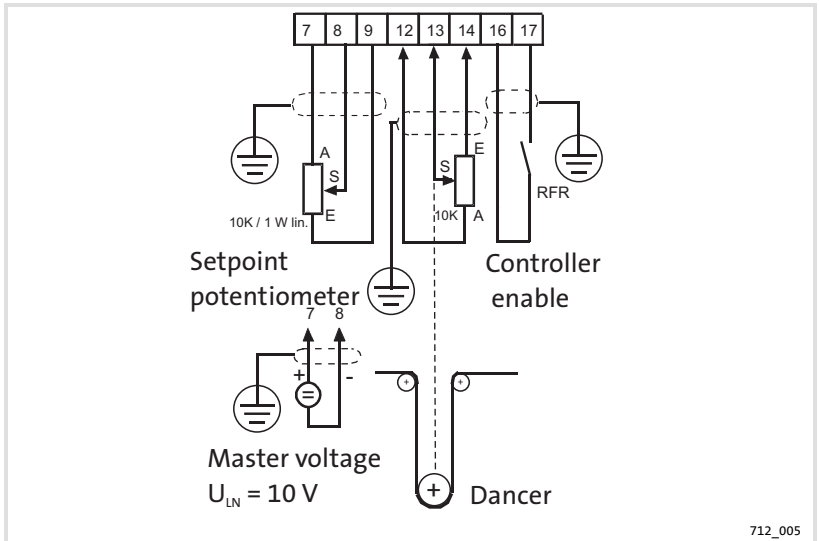 7 8 9 12 13 14 16 17
A
S
E
10K / 1 W lin.
E
S
10K A
RFR
Setpoint
potentiometer
Controller
enable
7 8
+ -
=
Master voltage
U_LN = 10 V
+ +
+
Dancer
712_005